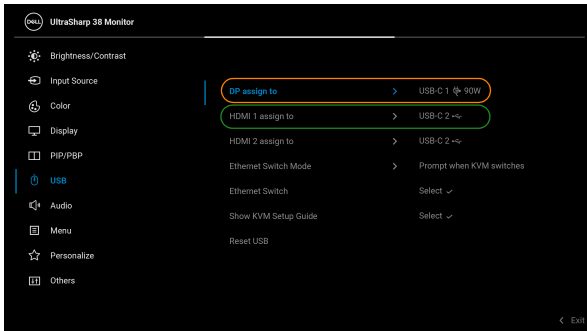 DELL UltraSharp 38 Monitor
Brightness/Contrast
Input Source
Color
Display
PIP/PBP
USB
Audio
Menu
Personalize
Others
DP assign to > USB-C 1 90W
HDMI 1 assign to > USB-C 2
HDMI 2 assign to > USB-C 2
Ethernet Switch Mode > Prompt when KVM switches
Ethernet Switch Select
Show KVM Setup Guide Select
Reset USB
< Exit